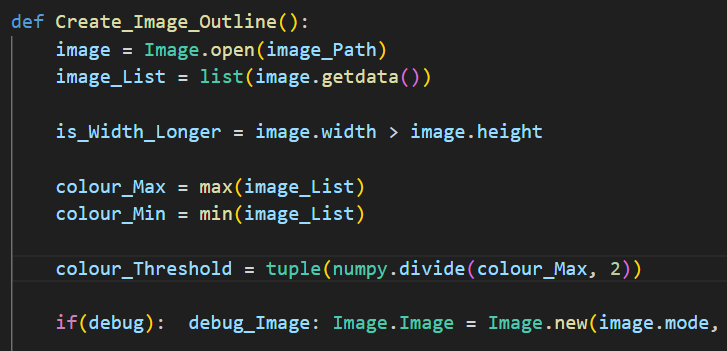 def Create_Image_Outline():
    image = Image.open(image_Path)
    image_List = list(image.getdata())
    is_Width_Longer = image.width > image.height
    colour_Max = max(image_List)
    colour_Min = min(image_List)
    colour_Threshold = tuple(numpy.divide(colour_Max, 2))
    if(debug):  debug_Image: Image.Image = Image.new(image.mode,